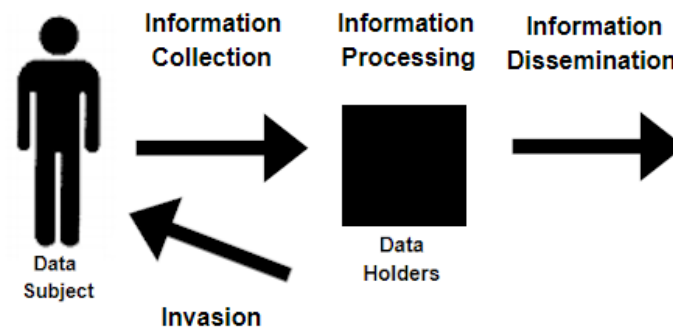 Information
Collection
Information
Processing
Information
Dissemination
Data
Subject
Data
Holders
Invasion